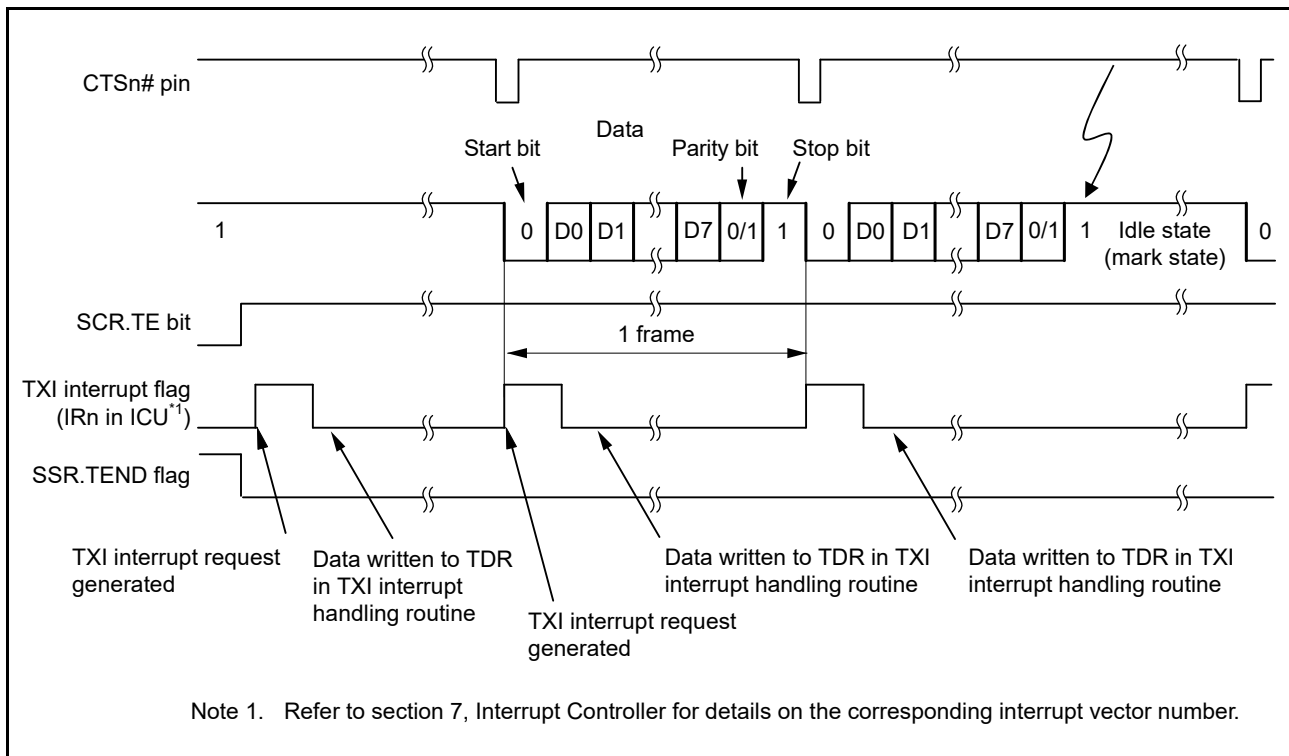 CTSn# pin
Data
Start bit
Parity bit
Stop bit
1
0
D0
D1
D7
0/1
1
0
D0
D1
D7
0/1
1
Idle state
(mark state)
0
SCR.TE bit
1 frame
TXI interrupt flag
(IRn in ICU*1)
SSR.TEND flag
TXI interrupt request
generated
Data written to TDR
in TXI interrupt
handling routine
TXI interrupt request
generated
Data written to TDR in TXI
interrupt handling routine
Data written to TDR in TXI
interrupt handling routine
Note 1. Refer to section 7, Interrupt Controller for details on the corresponding interrupt vector number.